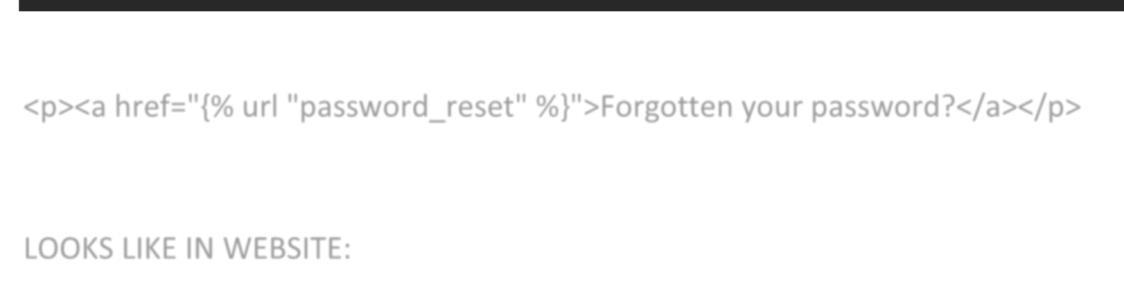 <p><a href="{% url "password_reset" %}">Forgotten your password?</a></p>
LOOKS LIKE IN WEBSITE: